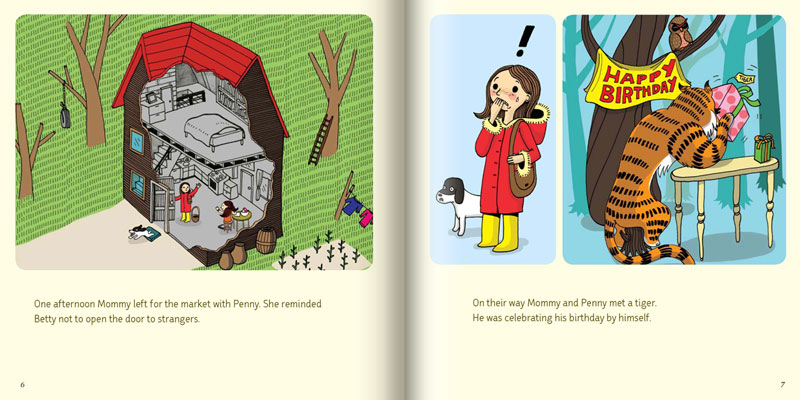 One afternoon Mommy left for the market with Penny. She reminded
Betty not to open the door to strangers.
6
!
HAPPY
BIRTHDAY
TIGER
On their way Mommy and Penny met a tiger.
He was celebrating his birthday by himself.
7